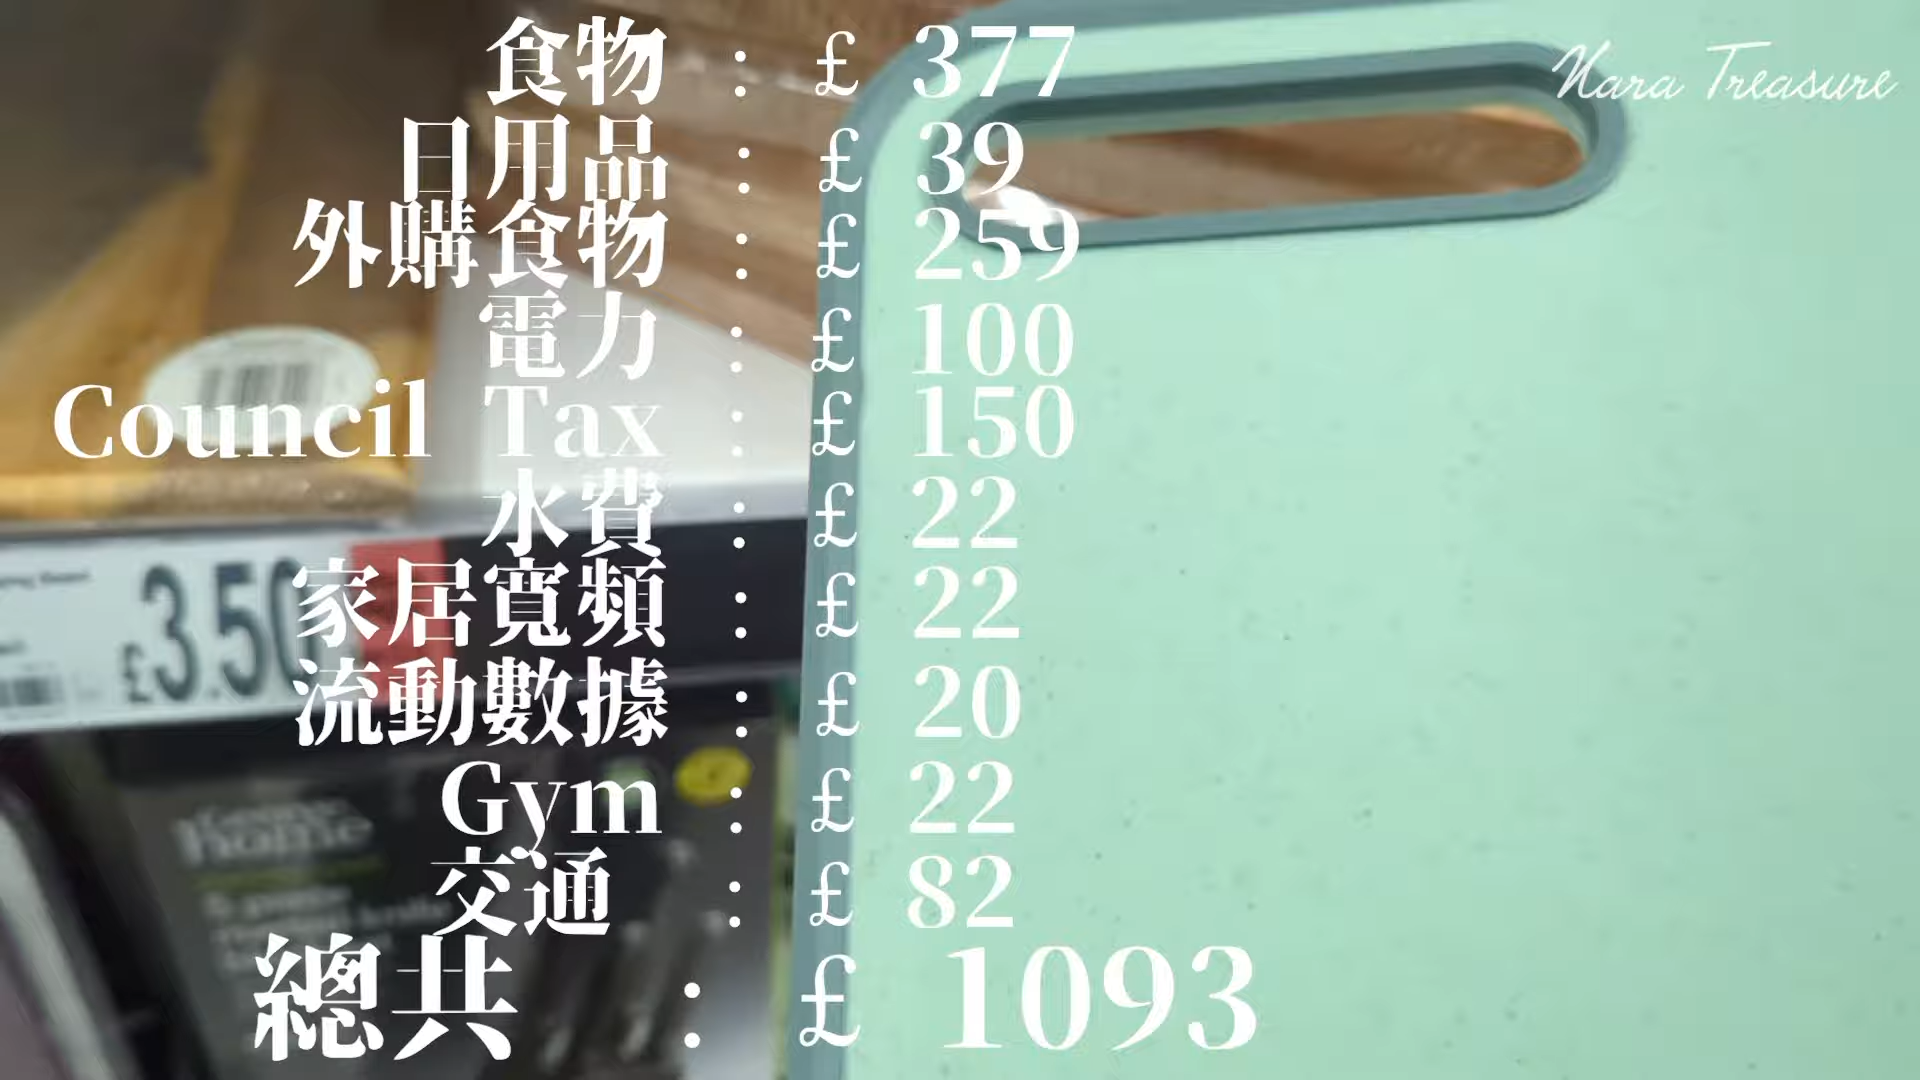 食物 : £ 377
Nara Treasure
日用品 : £ 39
外購食物 : £ 259
電力 : £ 100
Council Tax : £ 150
水費 : £ 22
£3.50
家居寬頻 : £ 22
流動數據 : £ 20
Gym : £ 22
home
交通 : £ 82
總共 : £ 1093